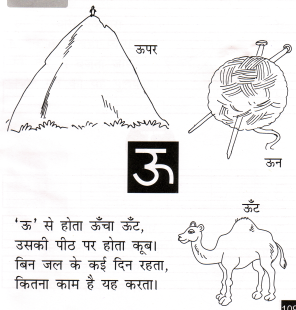 ऊपर
ऊन
ऊ
ऊँट
'ऊ' से होता ऊँचा ऊँट,
उसकी पीठ पर होता कूब।
बिन जल के कई दिन रहता,
कितना काम है यह करता।